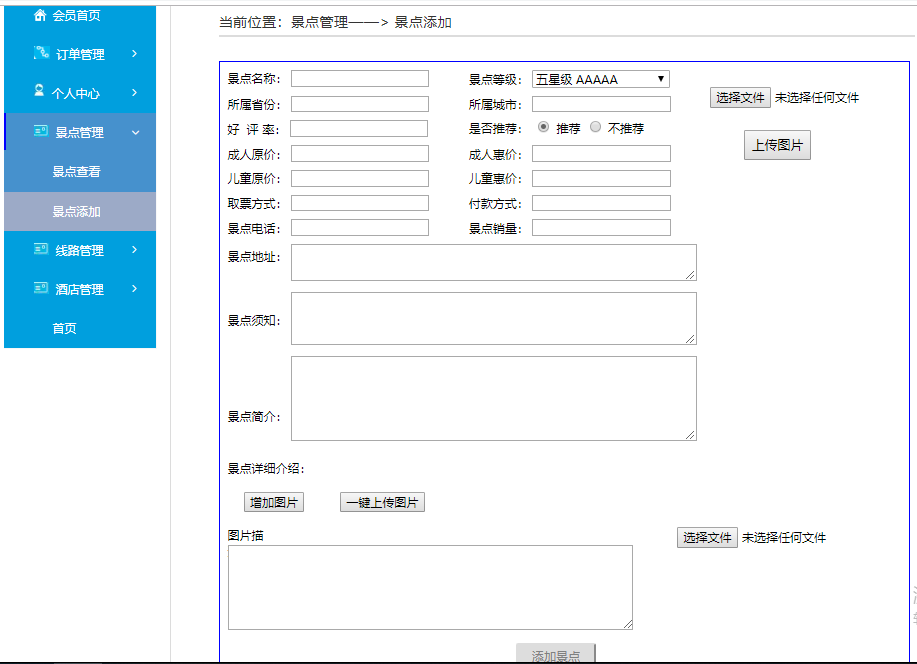 会员首页
订单管理
个人中心
景点管理
景点查看
景点添加
线路管理
酒店管理
首页
当前位置：景点管理——> 景点添加
景点名称： 景点等级： 五星级 AAAAA
选择文件 未选择任何文件
所属省份： 所属城市：
好 评 率： 是否推荐： 推荐 不推荐
上传图片
成人原价： 成人惠价：
儿童原价： 儿童惠价：
取票方式： 付款方式：
景点电话： 景点销量：
景点地址：
景点须知：
景点简介：
景点详细介绍：
增加图片 一键上传图片
图片描
选择文件 未选择任何文件
添加景点